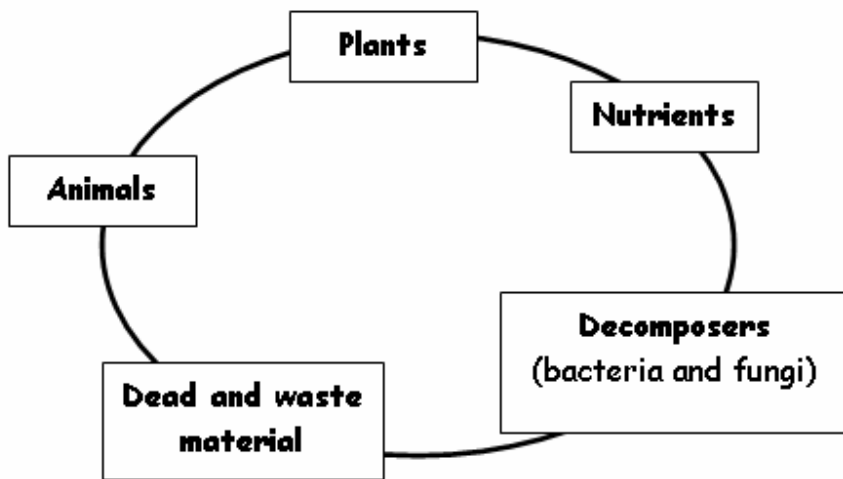 Plants
Nutrients
Animals
Decomposers
(bacteria and fungi)
Dead and waste
material